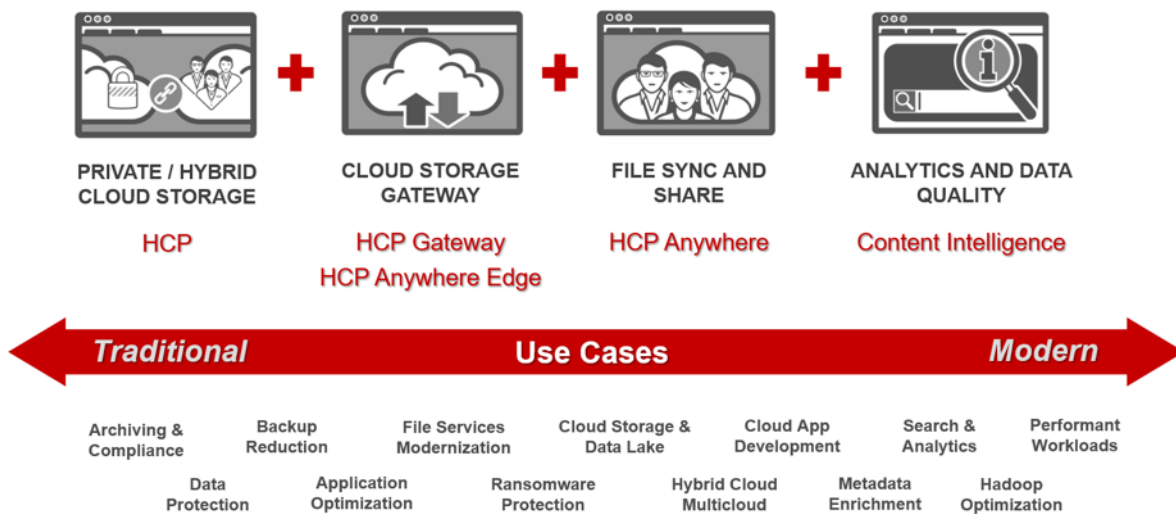 PRIVATE / HYBRID
CLOUD STORAGE
HCP
CLOUD STORAGE
GATEWAY
HCP Gateway
HCP Anywhere Edge
FILE SYNC AND
SHARE
HCP Anywhere
ANALYTICS AND DATA
QUALITY
Content Intelligence
Traditional
Use Cases
Modern
Archiving &
Compliance
Backup
Reduction
File Services
Modernization
Cloud Storage &
Data Lake
Cloud App
Development
Search &
Analytics
Performant
Workloads
Data
Protection
Application
Optimization
Ransomware
Protection
Hybrid Cloud
Multicloud
Metadata
Enrichment
Hadoop
Optimization